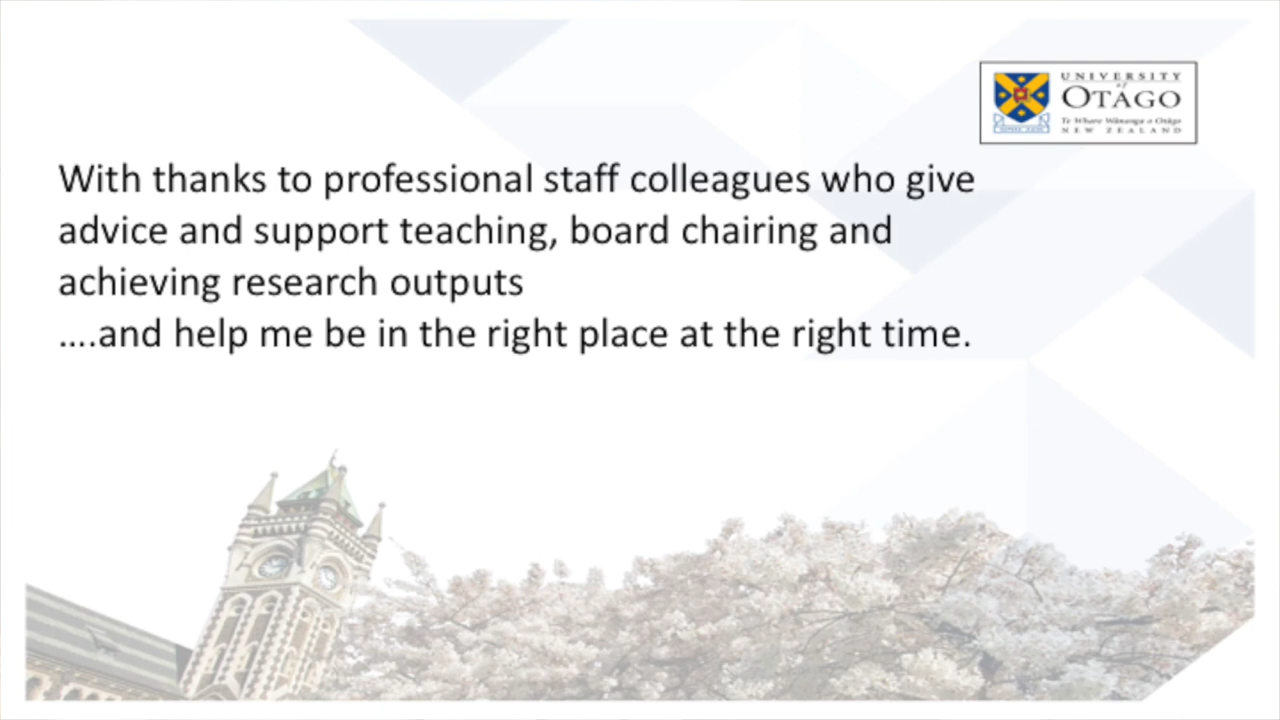 UNIVERSITY
of
OTAGO
Te Whare Wānanga o Otāgo
NEW ZEALAND
With thanks to professional staff colleagues who give
advice and support teaching, board chairing and
achieving research outputs
....and help me be in the right place at the right time.